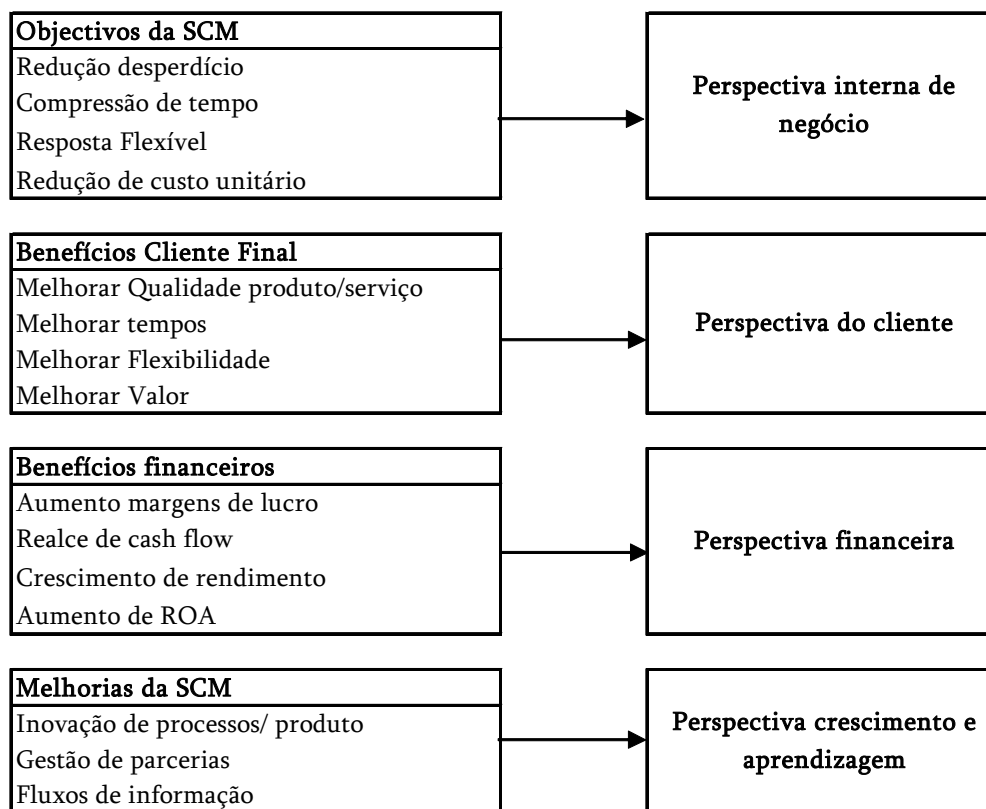 Objectivos da SCM
Redução desperdício
Compressão de tempo
Resposta Flexível
Redução de custo unitário
Perspectiva interna de
negócio
Benefícios Cliente Final
Melhorar Qualidade produto/serviço
Melhorar tempos
Melhorar Flexibilidade
Melhorar Valor
Perspectiva do cliente
Benefícios financeiros
Aumento margens de lucro
Realce de cash flow
Crescimento de rendimento
Aumento de ROA
Perspectiva financeira
Melhorias da SCM
Inovação de processos/ produto
Gestão de parcerias
Fluxos de informação
Perspectiva crescimento e
aprendizagem